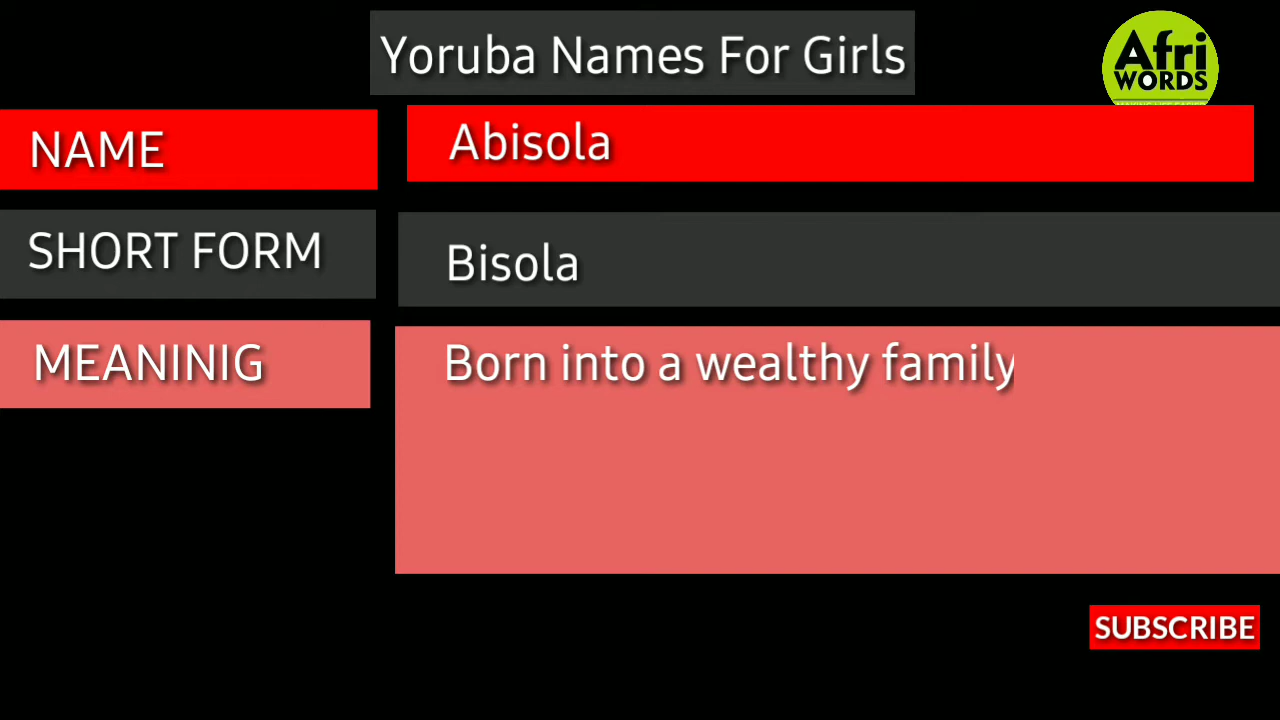 Yoruba Names For Girls
Afri
WORDS
NAME
Abisola
SHORT FORM
Bisola
MEANINIG
Born into a wealthy family
SUBSCRIBE